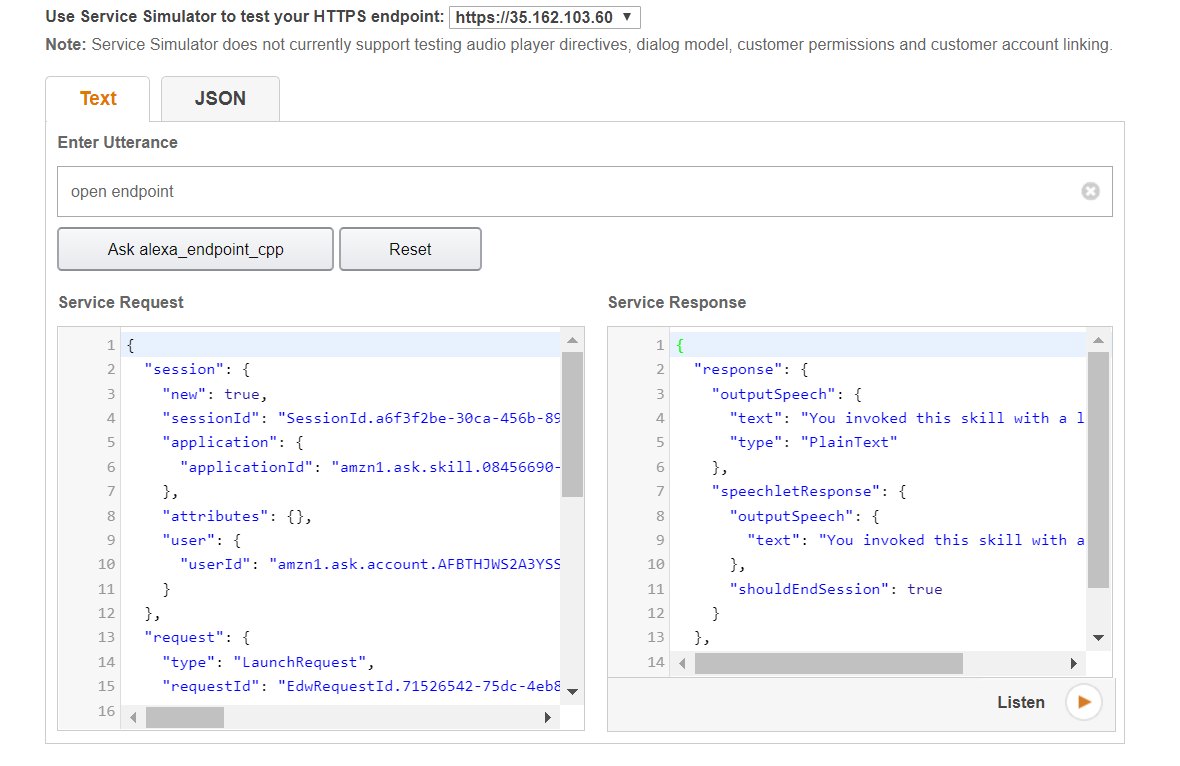 Use Service Simulator to test your HTTPS endpoint: https://35.162.103.60 ▼
Note: Service Simulator does not currently support testing audio player directives, dialog model, customer permissions and customer account linking.
Text JSON
Enter Utterance
open endpoint
Ask alexa_endpoint_cpp Reset
Service Request
1 {
2 "session": {
3 "new": true,
4 "sessionId": "SessionId.a6f3f2be-30ca-456b-89
5 "application": {
6 "applicationId": "amzn1.ask.skill.08456690-
7 },
8 "attributes": {},
9 "user": {
10 "userId": "amzn1.ask.account.AFBTHJWS2A3YSS
11 }
12 },
13 "request": {
14 "type": "LaunchRequest",
15 "requestId": "EdwRequestId.71526542-75dc-4eb8
16
Service Response
1 {
2 "response": {
3 "outputSpeech": {
4 "text": "You invoked this skill with a l
5 "type": "PlainText"
6 },
7 "speechletResponse": {
8 "outputSpeech": {
9 "text": "You invoked this skill with a
10 },
11 "shouldEndSession": true
12 }
13 },
14
Listen